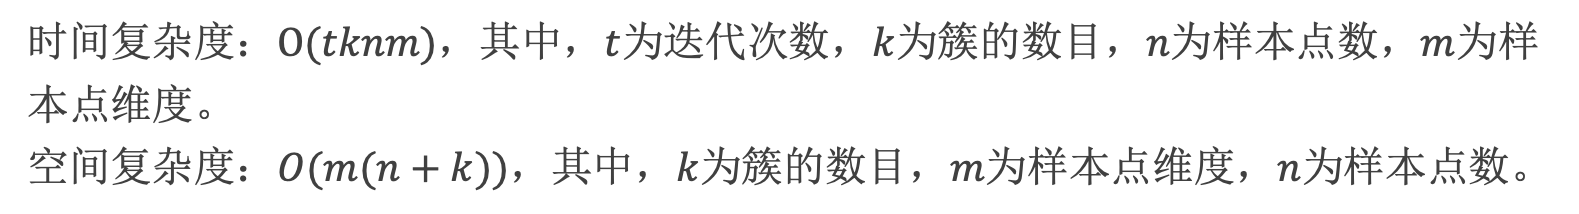 时间复杂度：O(tknm)，其中，t为迭代次数，k为簇的数目，n为样本点数，m为样
本点维度。
空间复杂度：O(m(n + k))，其中，k为簇的数目，m为样本点维度，n为样本点数。